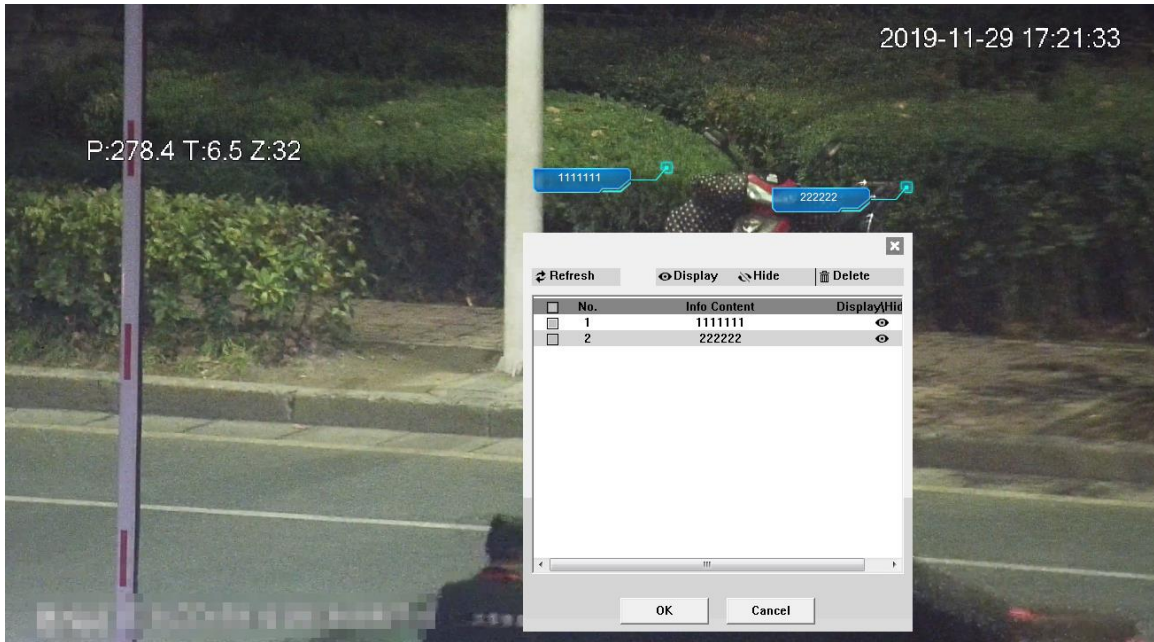 2019-11-29 17:21:33
P:278.4 T:6.5 Z:32
1111111
222222
Refresh Display Hide Delete
No. Info Content Display\Hid
1 1111111
2 222222
OK Cancel